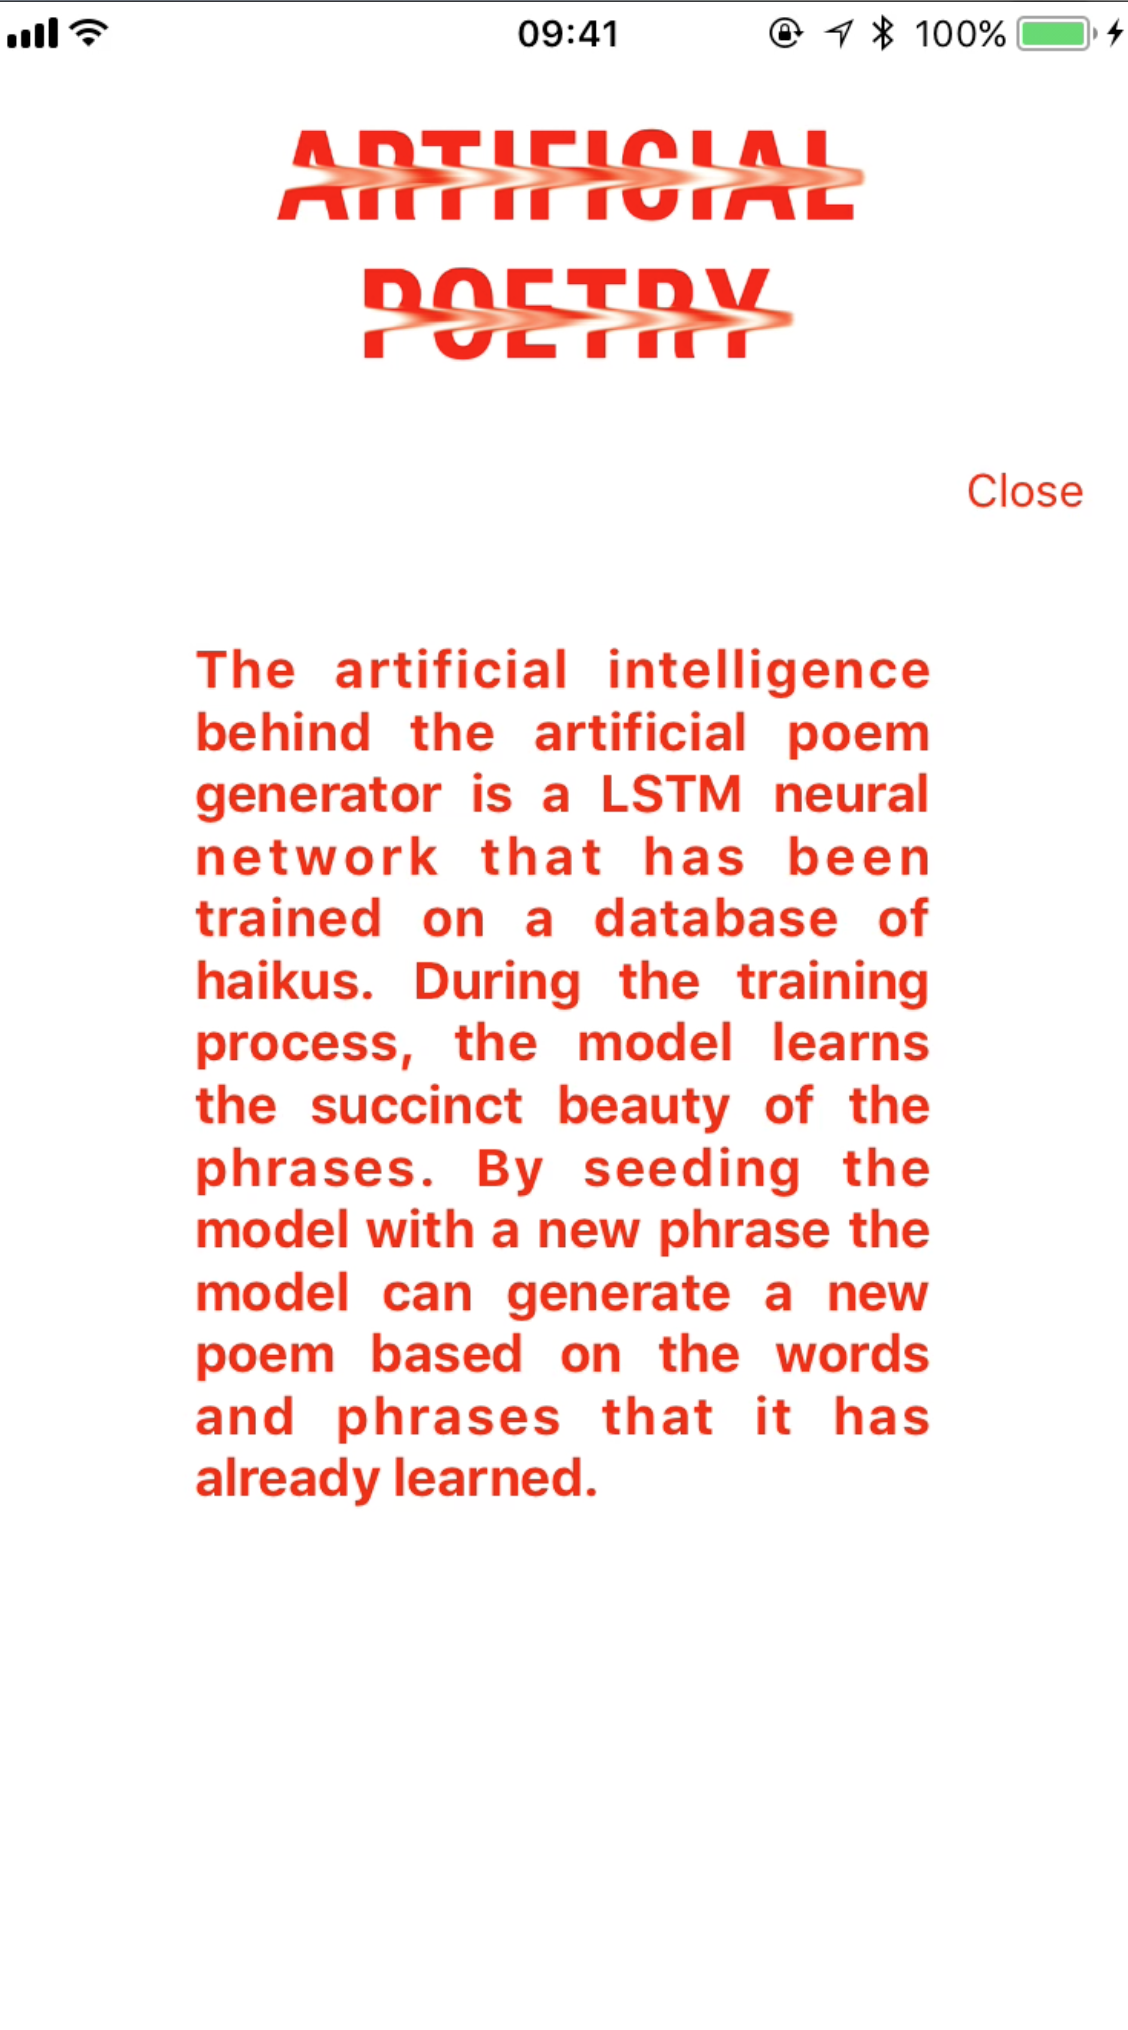 09:41
100%
ARTIFICIAL
POETRY
Close
The artificial intelligence
behind the artificial poem
generator is a LSTM neural
network that has been
trained on a database of
haikus. During the training
process, the model learns
the succinct beauty of the
phrases. By seeding the
model with a new phrase the
model can generate a new
poem based on the words
and phrases that it has
already learned.